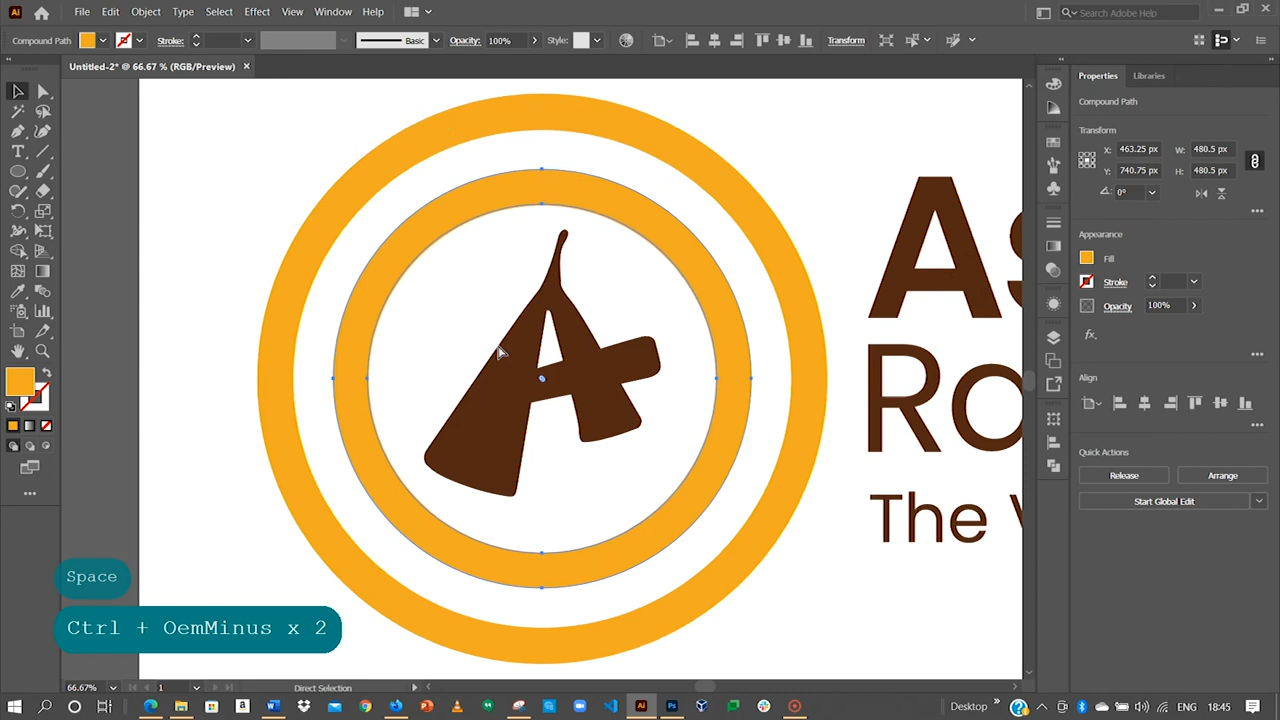 Ai File Edit Object Type Select Effect View Window Help Search Adobe Help
Compound Path Stroke: Basic Opacity: 100% Style: Transform
Untitled-2* @ 66.67 % (RGB/Preview) ×
Properties Libraries
Compound Path
Transform
X: 463.25 px W: 480.5 px
Y: 740.75 px H: 480.5 px
0°
Appearance
Fill
Stroke
Opacity 100%
fx.
Align
Quick Actions
Release Arrange
Start Global Edit
A
As
Ro
The
Space
Ctrl + OemMinus x 2
66.67% 1 Direct Selection
Desktop ENG 18:45